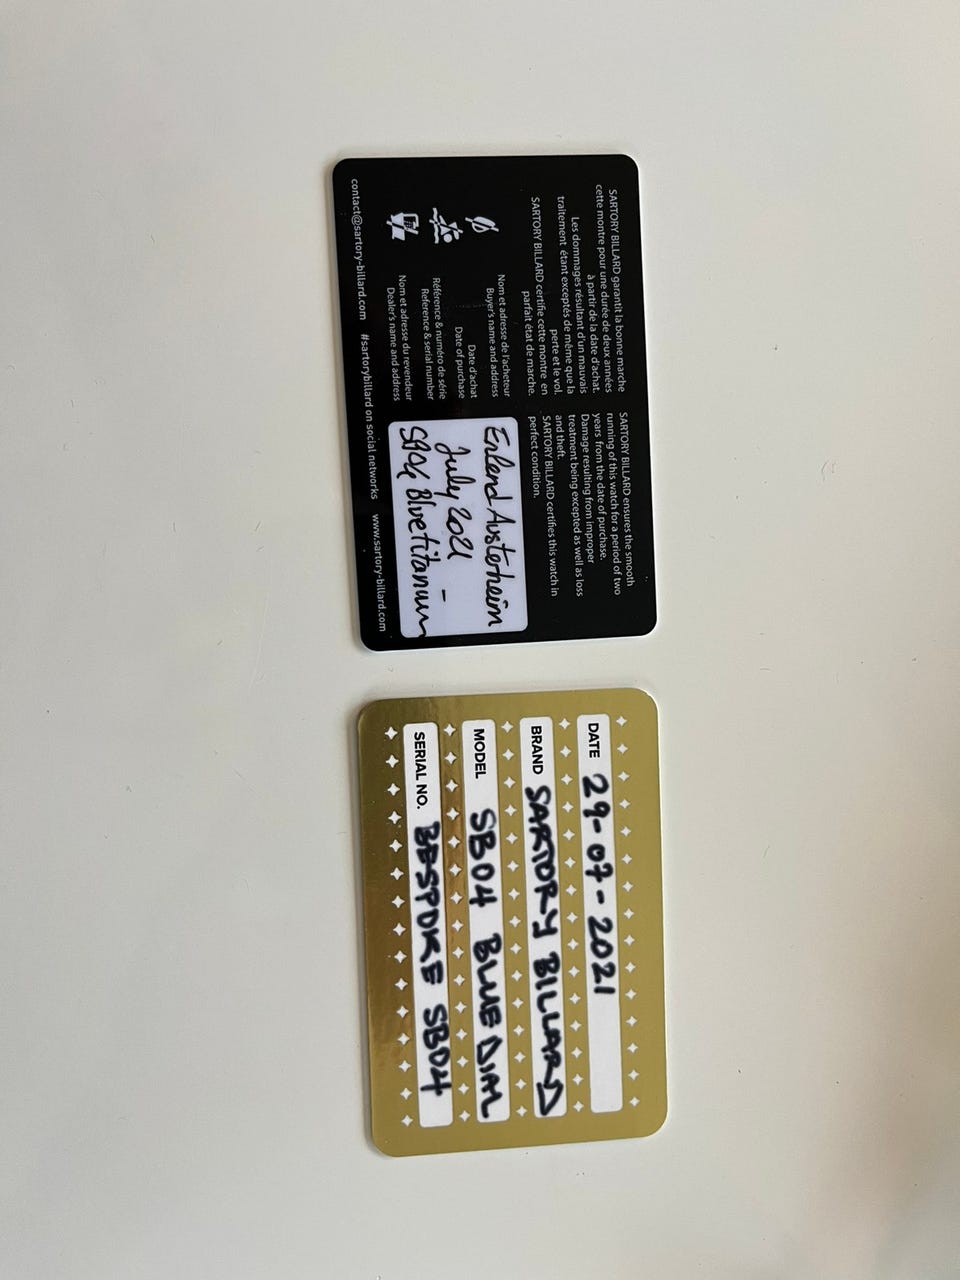 SARTORY BILLARD garantit la bonne marche
cette montre pour une durée de deux années
à partir de la date d'achat.
Les dommages résultant d'un mauvais
traitement étant exceptés de même que la
perte et le vol.
SARTORY BILLARD certifie cette montre en
parfait état de marche.
SARTORY BILLARD ensures the smooth
running of this watch for a period of two
years from the date of purchase.
Damage resulting from improper
treatment being excepted as well as loss
and theft.
SARTORY BILLARD certifies this watch in
perfect condition.
Nom et adresse de l'acheteur
Buyer's name and address
Erlend Austerheim
Date d'achat
Date of purchase
July 2021 -
Référence & numéro de série
Reference & serial number
SB04 Blue titanium
Nom et adresse du revendeur
Dealer's name and address
contact@sartory-billard.com #sartorybillard on social networks www.sartory-billard.com
DATE 29-07-2021
BRAND SARTORY BILLARD
MODEL SB04 BLUE DIAL
SERIAL NO. BESPOKE SB04